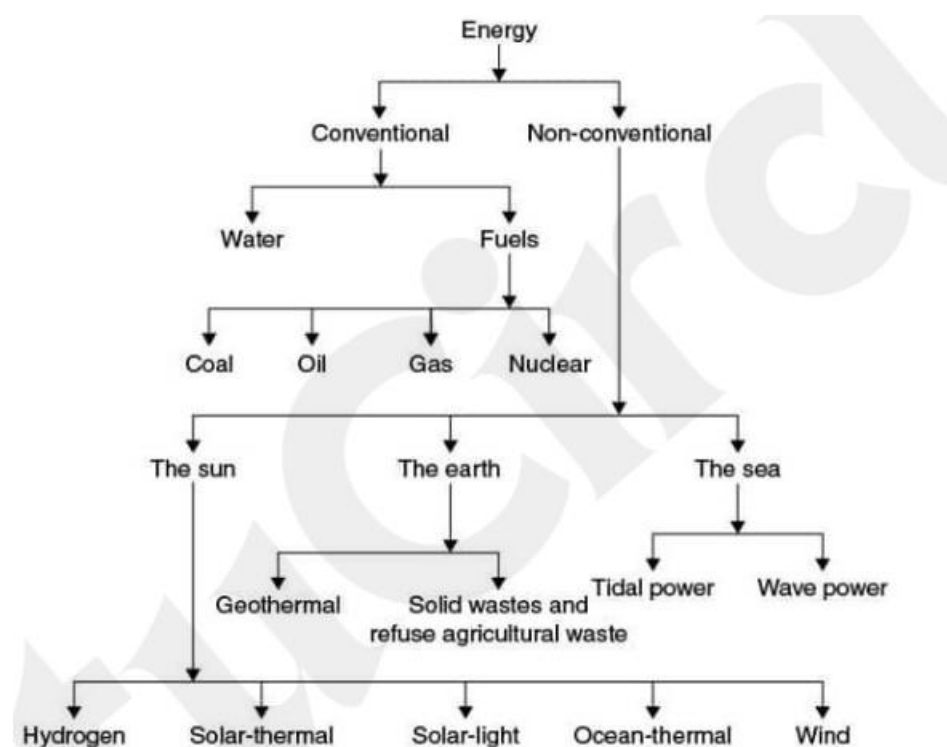 Energy
Conventional
Non-conventional
Water
Fuels
Coal
Oil
Gas
Nuclear
The sun
The earth
The sea
Geothermal
Solid wastes and
refuse agricultural waste
Tidal power
Wave power
Hydrogen
Solar-thermal
Solar-light
Ocean-thermal
Wind